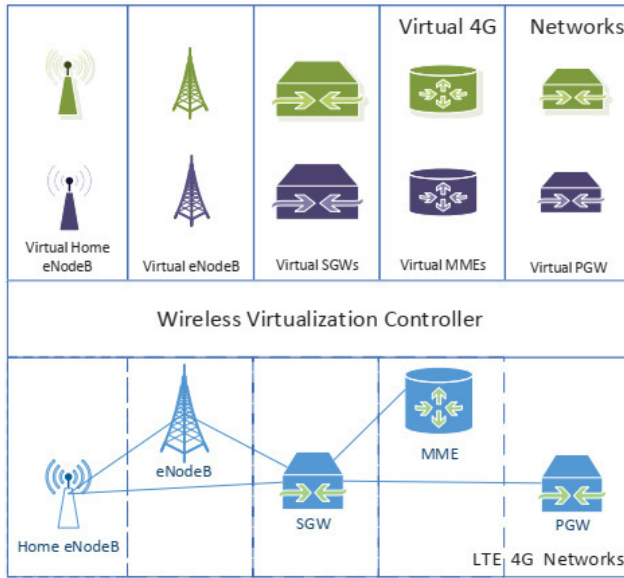 Virtual 4G Networks
Virtual Home
eNodeB
Virtual eNodeB
Virtual SGWs
Virtual MMEs
Virtual PGW
Wireless Virtualization Controller
eNodeB
MME
Home eNodeB
SGW
PGW
LTE 4G Networks